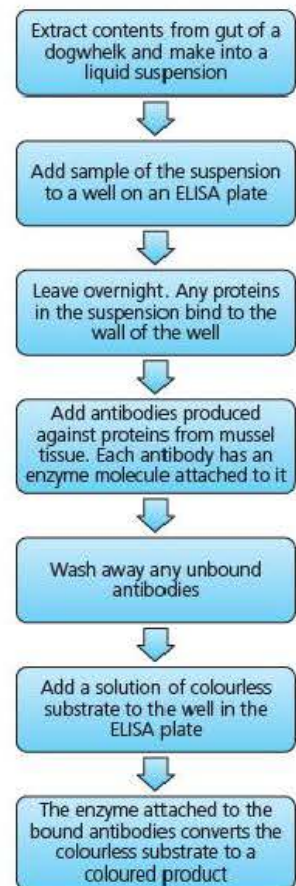 Extract contents from gut of a
dogwhelk and make into a
liquid suspension
Add sample of the suspension
to a well on an ELISA plate
Leave overnight. Any proteins
in the suspension bind to the
wall of the well
Add antibodies produced
against proteins from mussel
tissue. Each antibody has an
enzyme molecule attached to it
Wash away any unbound
antibodies
Add a solution of colourless
substrate to the well in the
ELISA plate
The enzyme attached to the
bound antibodies converts the
colourless substrate to a
coloured product